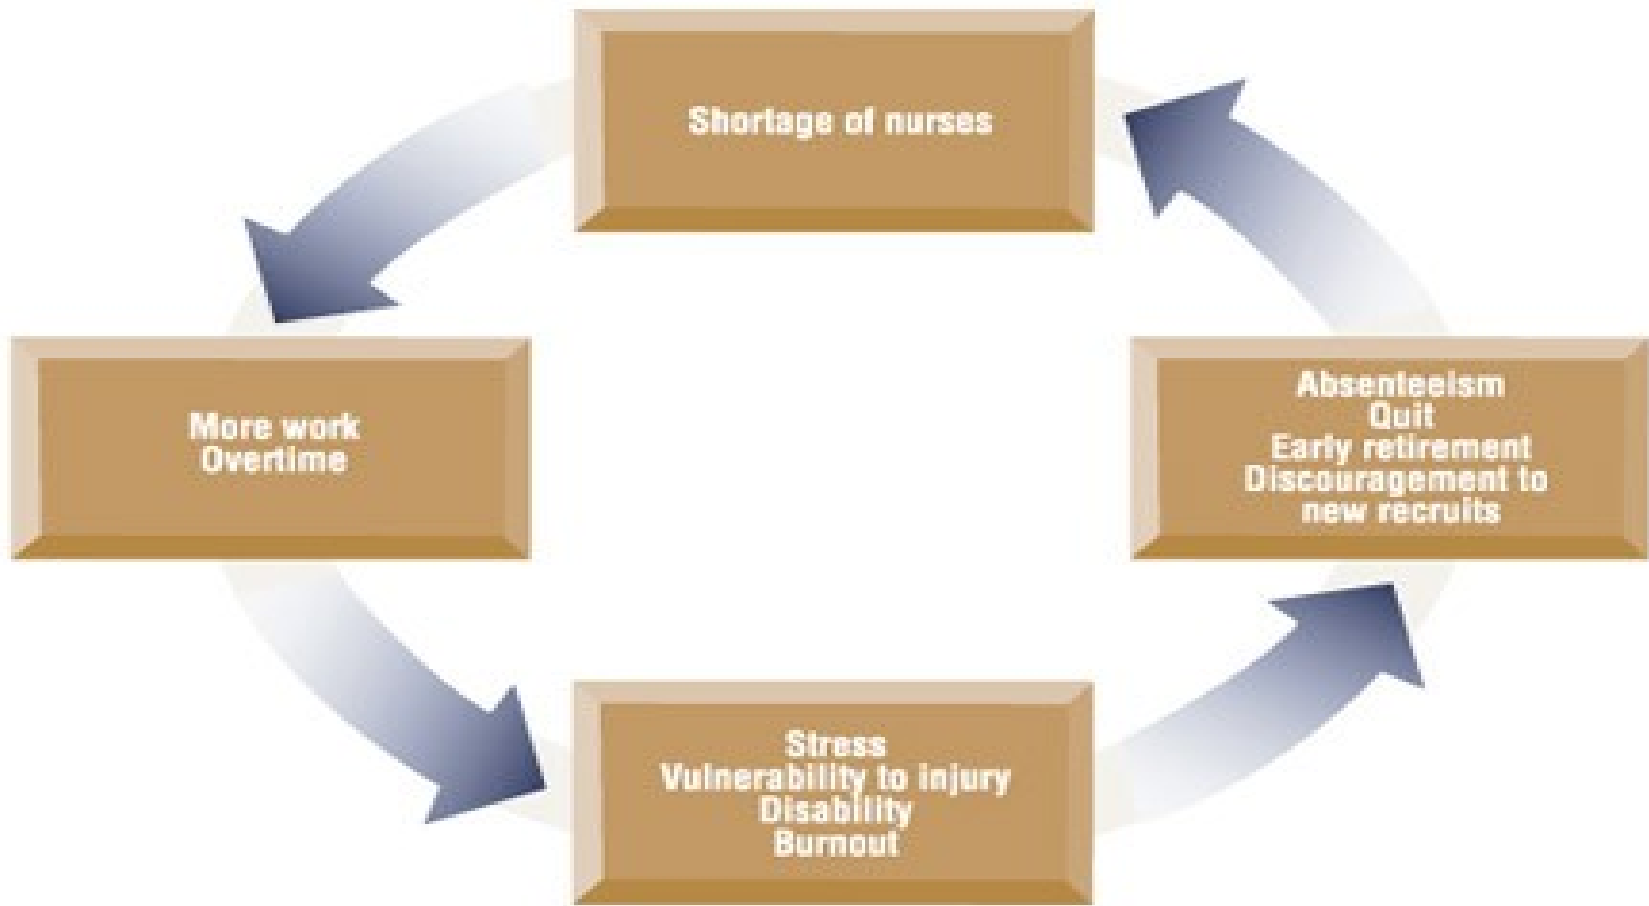 Shortage of nurses
More work
Overtime
Absenteeism
Quit
Early retirement
Discouragement to
new recruits
Stress
Vulnerability to injury
Disability
Burnout